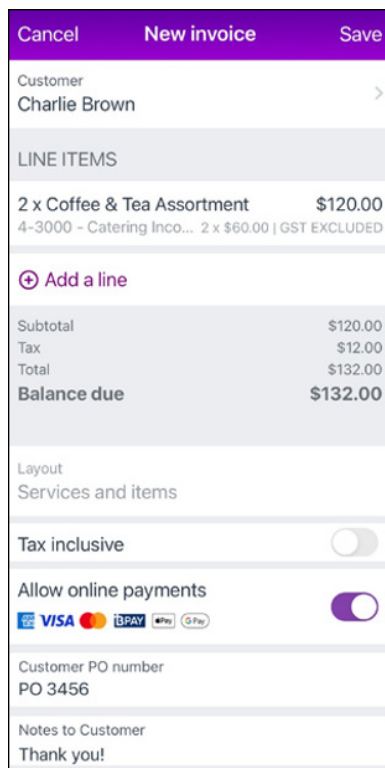 Cancel New invoice Save
Customer
Charlie Brown
LINE ITEMS
2 x Coffee & Tea Assortment $120.00
4-3000 - Catering Inco... 2 x $60.00 | GST EXCLUDED
Add a line
Subtotal $120.00
Tax $12.00
Total $132.00
Balance due $132.00
Layout
Services and items
Tax inclusive
Allow online payments
VISA BPAY Pay G Pay
Customer PO number
PO 3456
Notes to Customer
Thank you!